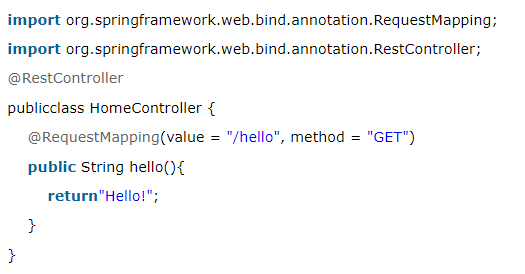 import org.springframework.web.bind.annotation.RequestMapping;
import org.springframework.web.bind.annotation.RestController;
@RestController
publicclass HomeController {
@RequestMapping(value = "/hello", method = "GET")
public String hello(){
return"Hello!";
}
}